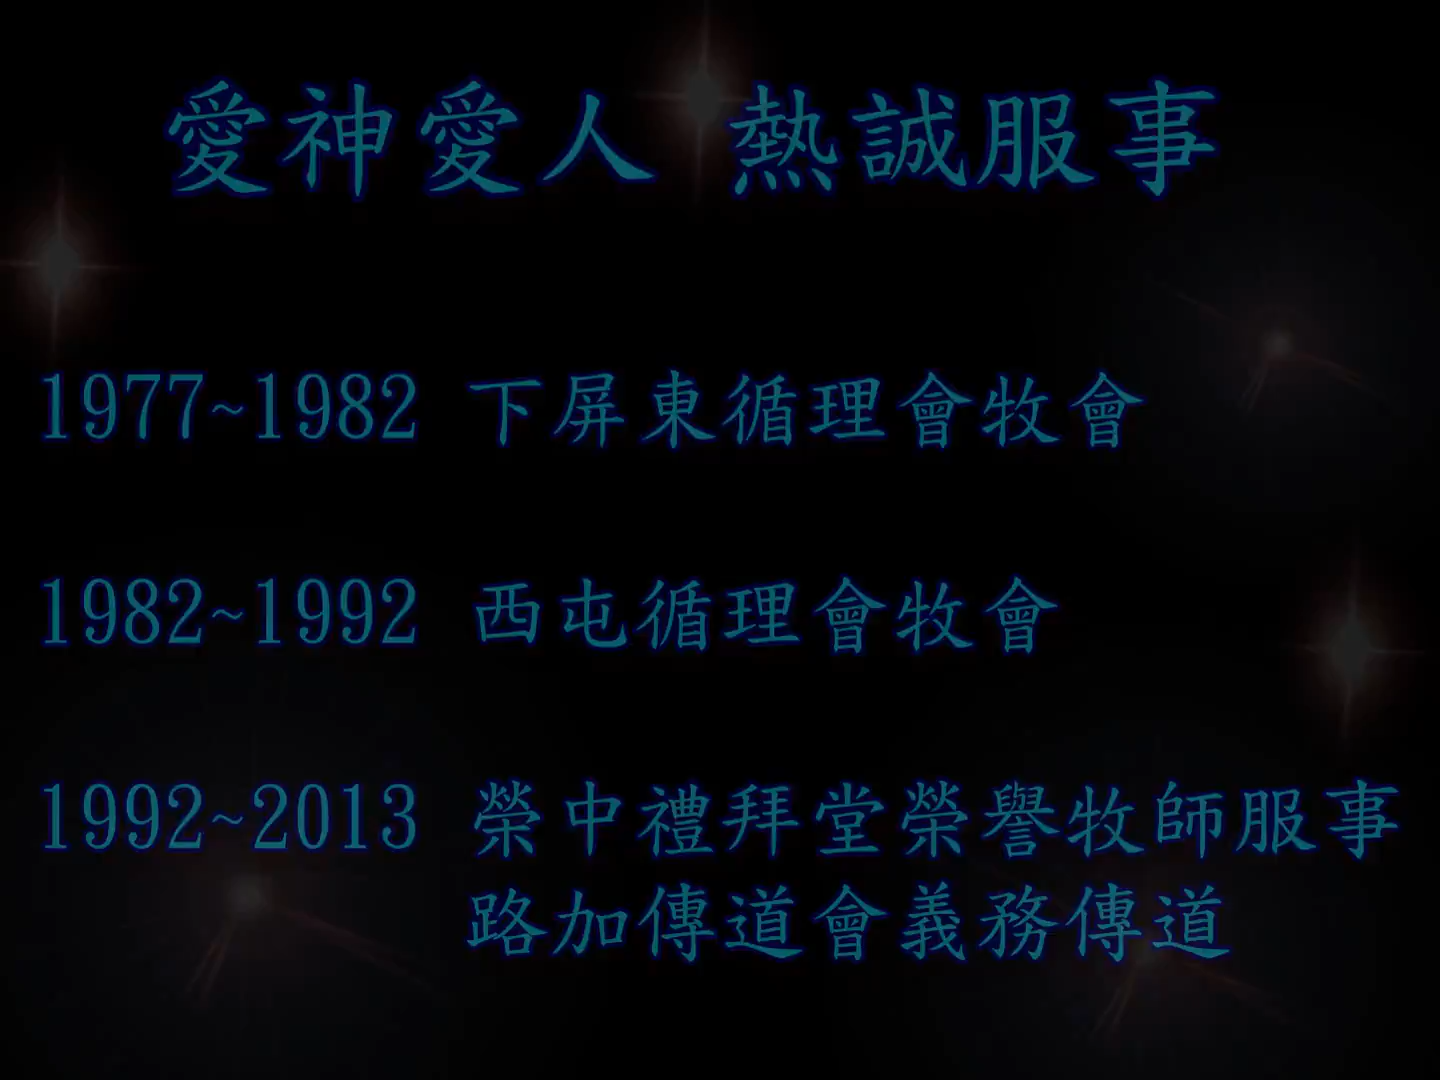 愛神愛人 熱誠服事
1977~1982 下屏東循理會牧會
1982~1992 西屯循理會牧會
1992~2013 榮中禮拜堂榮譽牧師服事
路加傳道會義務傳道